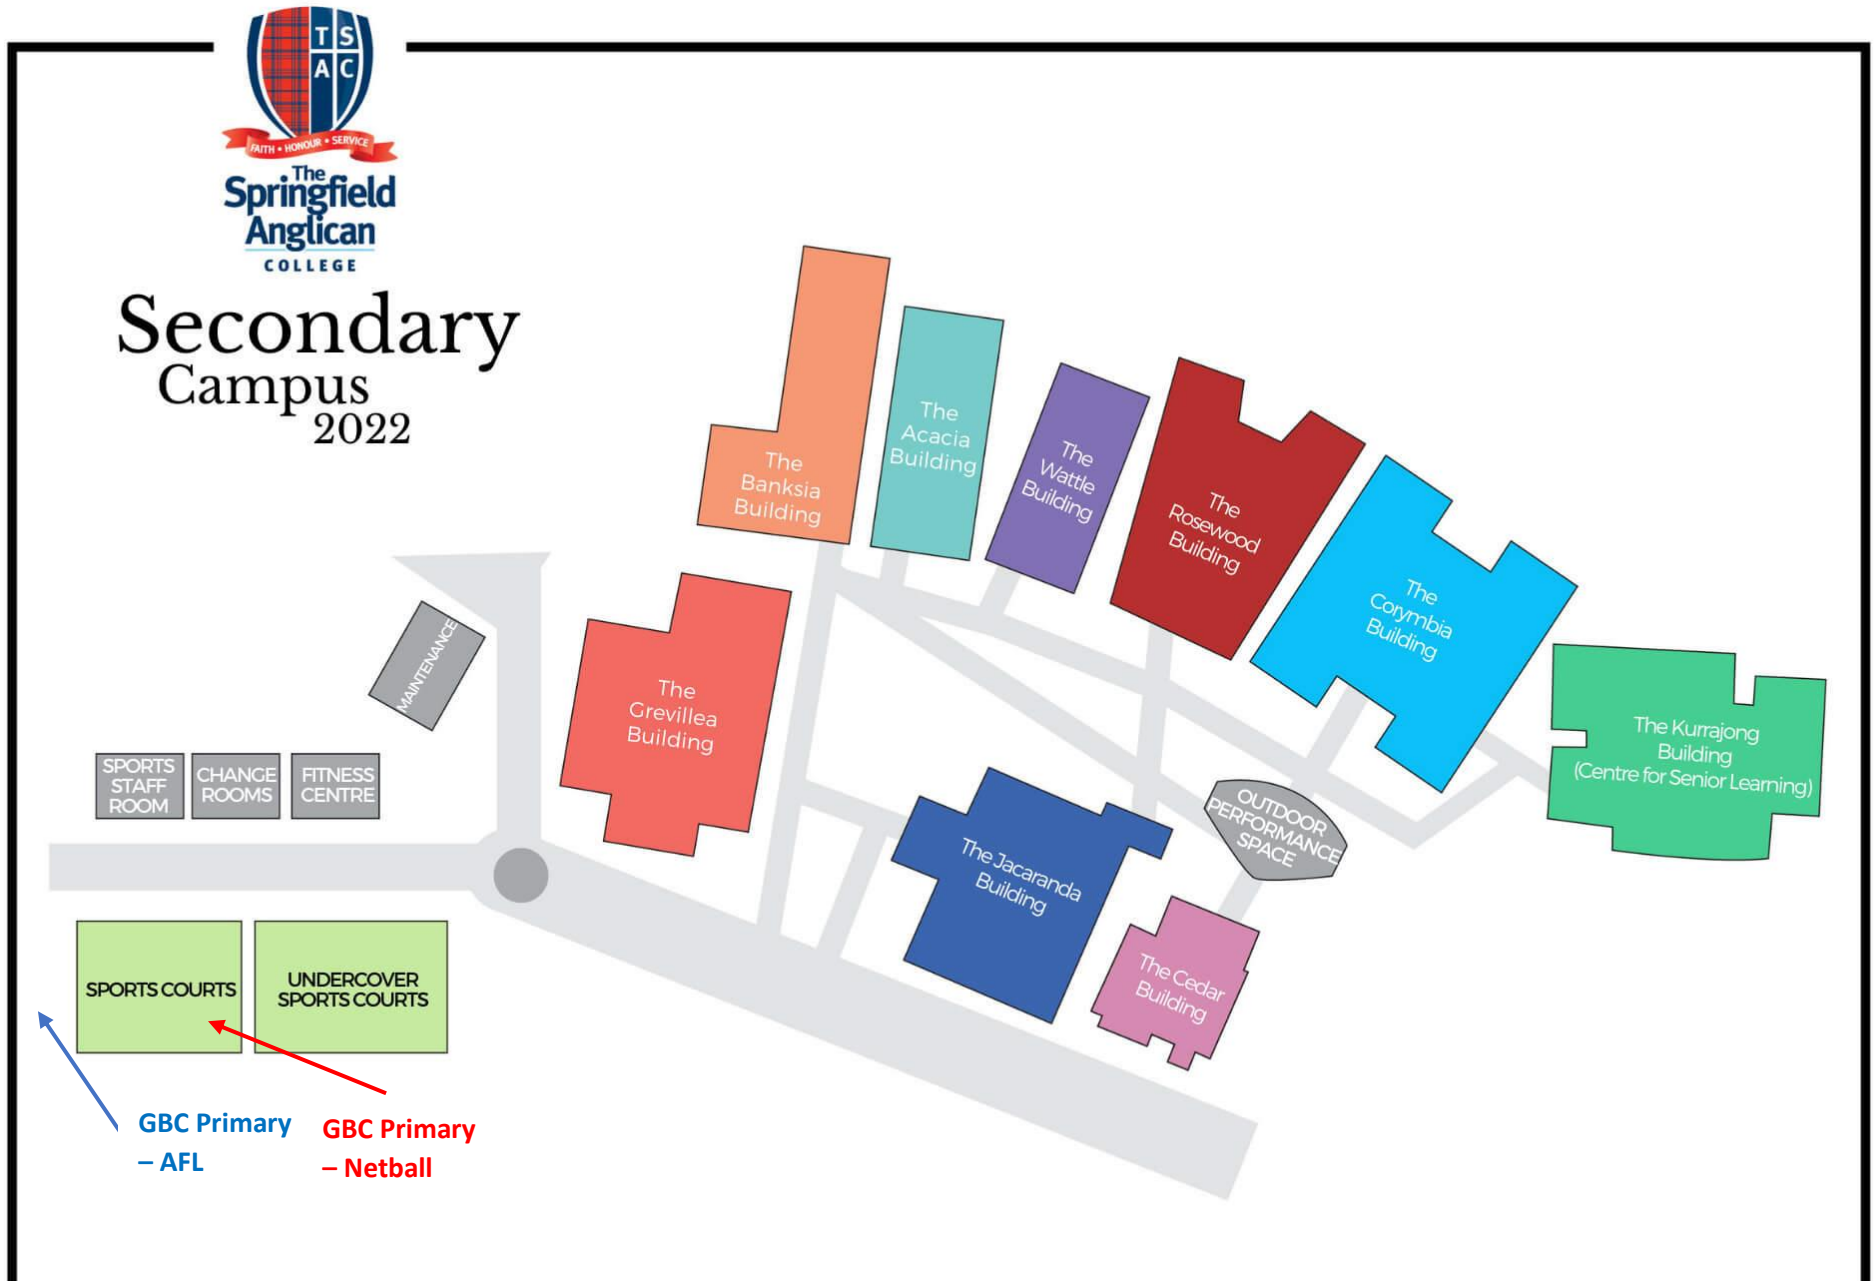 T S
A C
FAITH • HONOUR • SERVICE
The
Springfield
Anglican
COLLEGE
Secondary
Campus
2022
The
Banksia
Building
The
Acacia
Building
The
Wattle
Building
The
Rosewood
Building
The
Corymbia
Building
The Kurrajong
Building
(Centre for Senior Learning)
The
Grevillea
Building
MAINTENANCE
SPORTS
STAFF
ROOM
CHANGE
ROOMS
FITNESS
CENTRE
OUTDOOR
PERFORMANCE
SPACE
The Jacaranda
Building
The Cedar
Building
SPORTS COURTS
UNDERCOVER
SPORTS COURTS
GBC Primary
– AFL
GBC Primary
– Netball